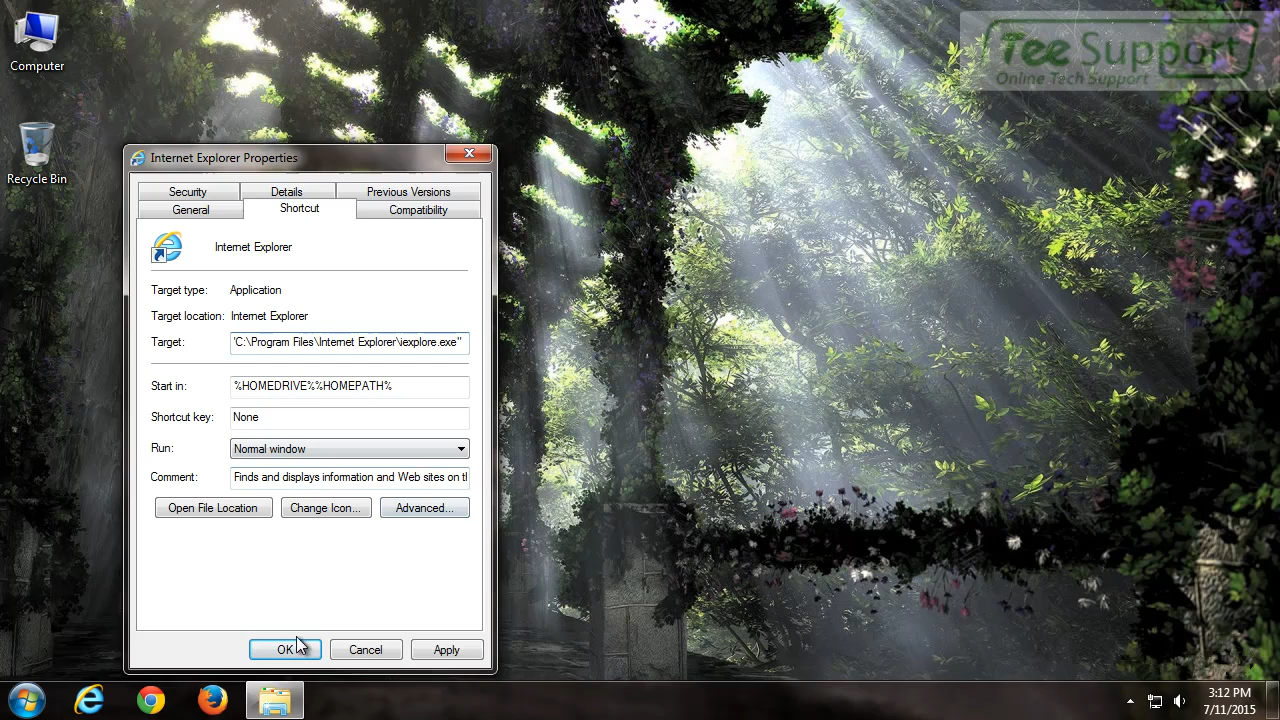 Computer
Recycle Bin
Tee Support
Online Tech Support
Internet Explorer Properties
Security Details Previous Versions
General Shortcut Compatibility
Internet Explorer
Target type: Application
Target location: Internet Explorer
Target: "C:\Program Files\Internet Explorer\iexplore.exe"
Start in: %HOMEDRIVE%%HOMEPATH%
Shortcut key: None
Run: Normal window
Comment: Finds and displays information and Web sites on
Open File Location Change Icon... Advanced...
OK Cancel Apply
3:12 PM
7/11/2015